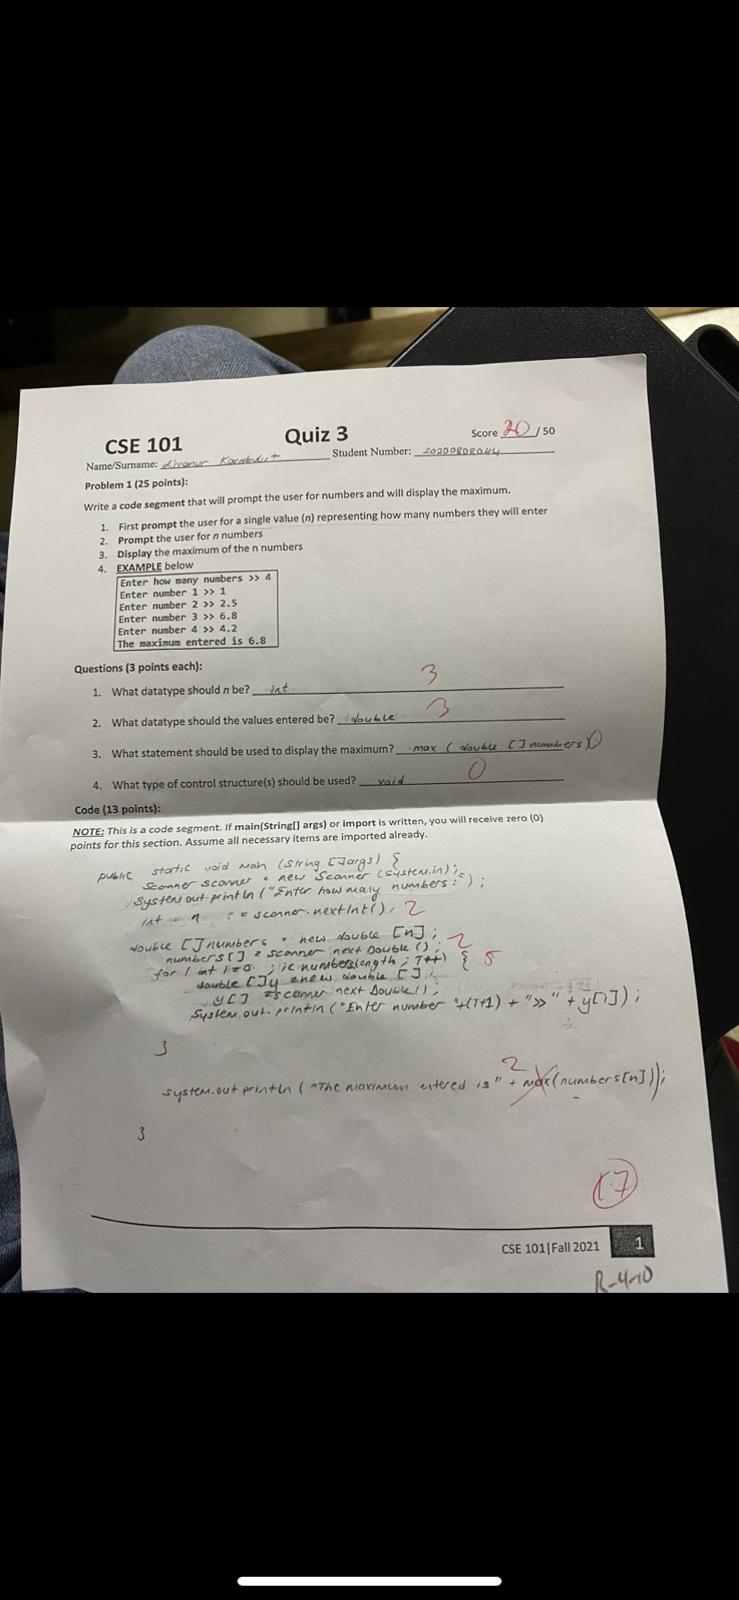 CSE 101
Quiz 3
Score 20 / 50
Name/Surname:
Student Number: 20200808044
Problem 1 (25 points):
Write a code segment that will prompt the user for numbers and will display the maximum.
1. First prompt the user for a single value (n) representing how many numbers they will enter
2. Prompt the user for n numbers
3. Display the maximum of the n numbers
4. EXAMPLE below
Enter how many numbers >> 4
Enter number 1 >> 1
Enter number 2 >> 2.5
Enter number 3 >> 6.8
Enter number 4 >> 4.2
The maximum entered is 6.8
Questions (3 points each):
1. What datatype should n be? int 3
2. What datatype should the values entered be? double 3
3. What statement should be used to display the maximum? max ( double [] numbers) 0
4. What type of control structure(s) should be used? void 0
Code (13 points):
NOTE: This is a code segment. If main(String[] args) or import is written, you will receive zero (0)
points for this section. Assume all necessary items are imported already.
public static void main (String []args) {
Scanner scanner = new Scanner (System.in);
System out println ("Enter how many numbers : ");
int n = scanner.nextInt(); 2
double []numbers = new double [n];
numbers[] = scanner next Double (); 2
for ( int i=0 ; i< numbers length ; i++) {
double []y = new double [];
y[] = scanner next Double();
System out. println ("Enter number "+(i+1) + ">>" + y[i]);
}
system.out println ( "The maximum entered is" + max(numbers[n]));
2
}
17
CSE 101|Fall 2021
1
R-4-10